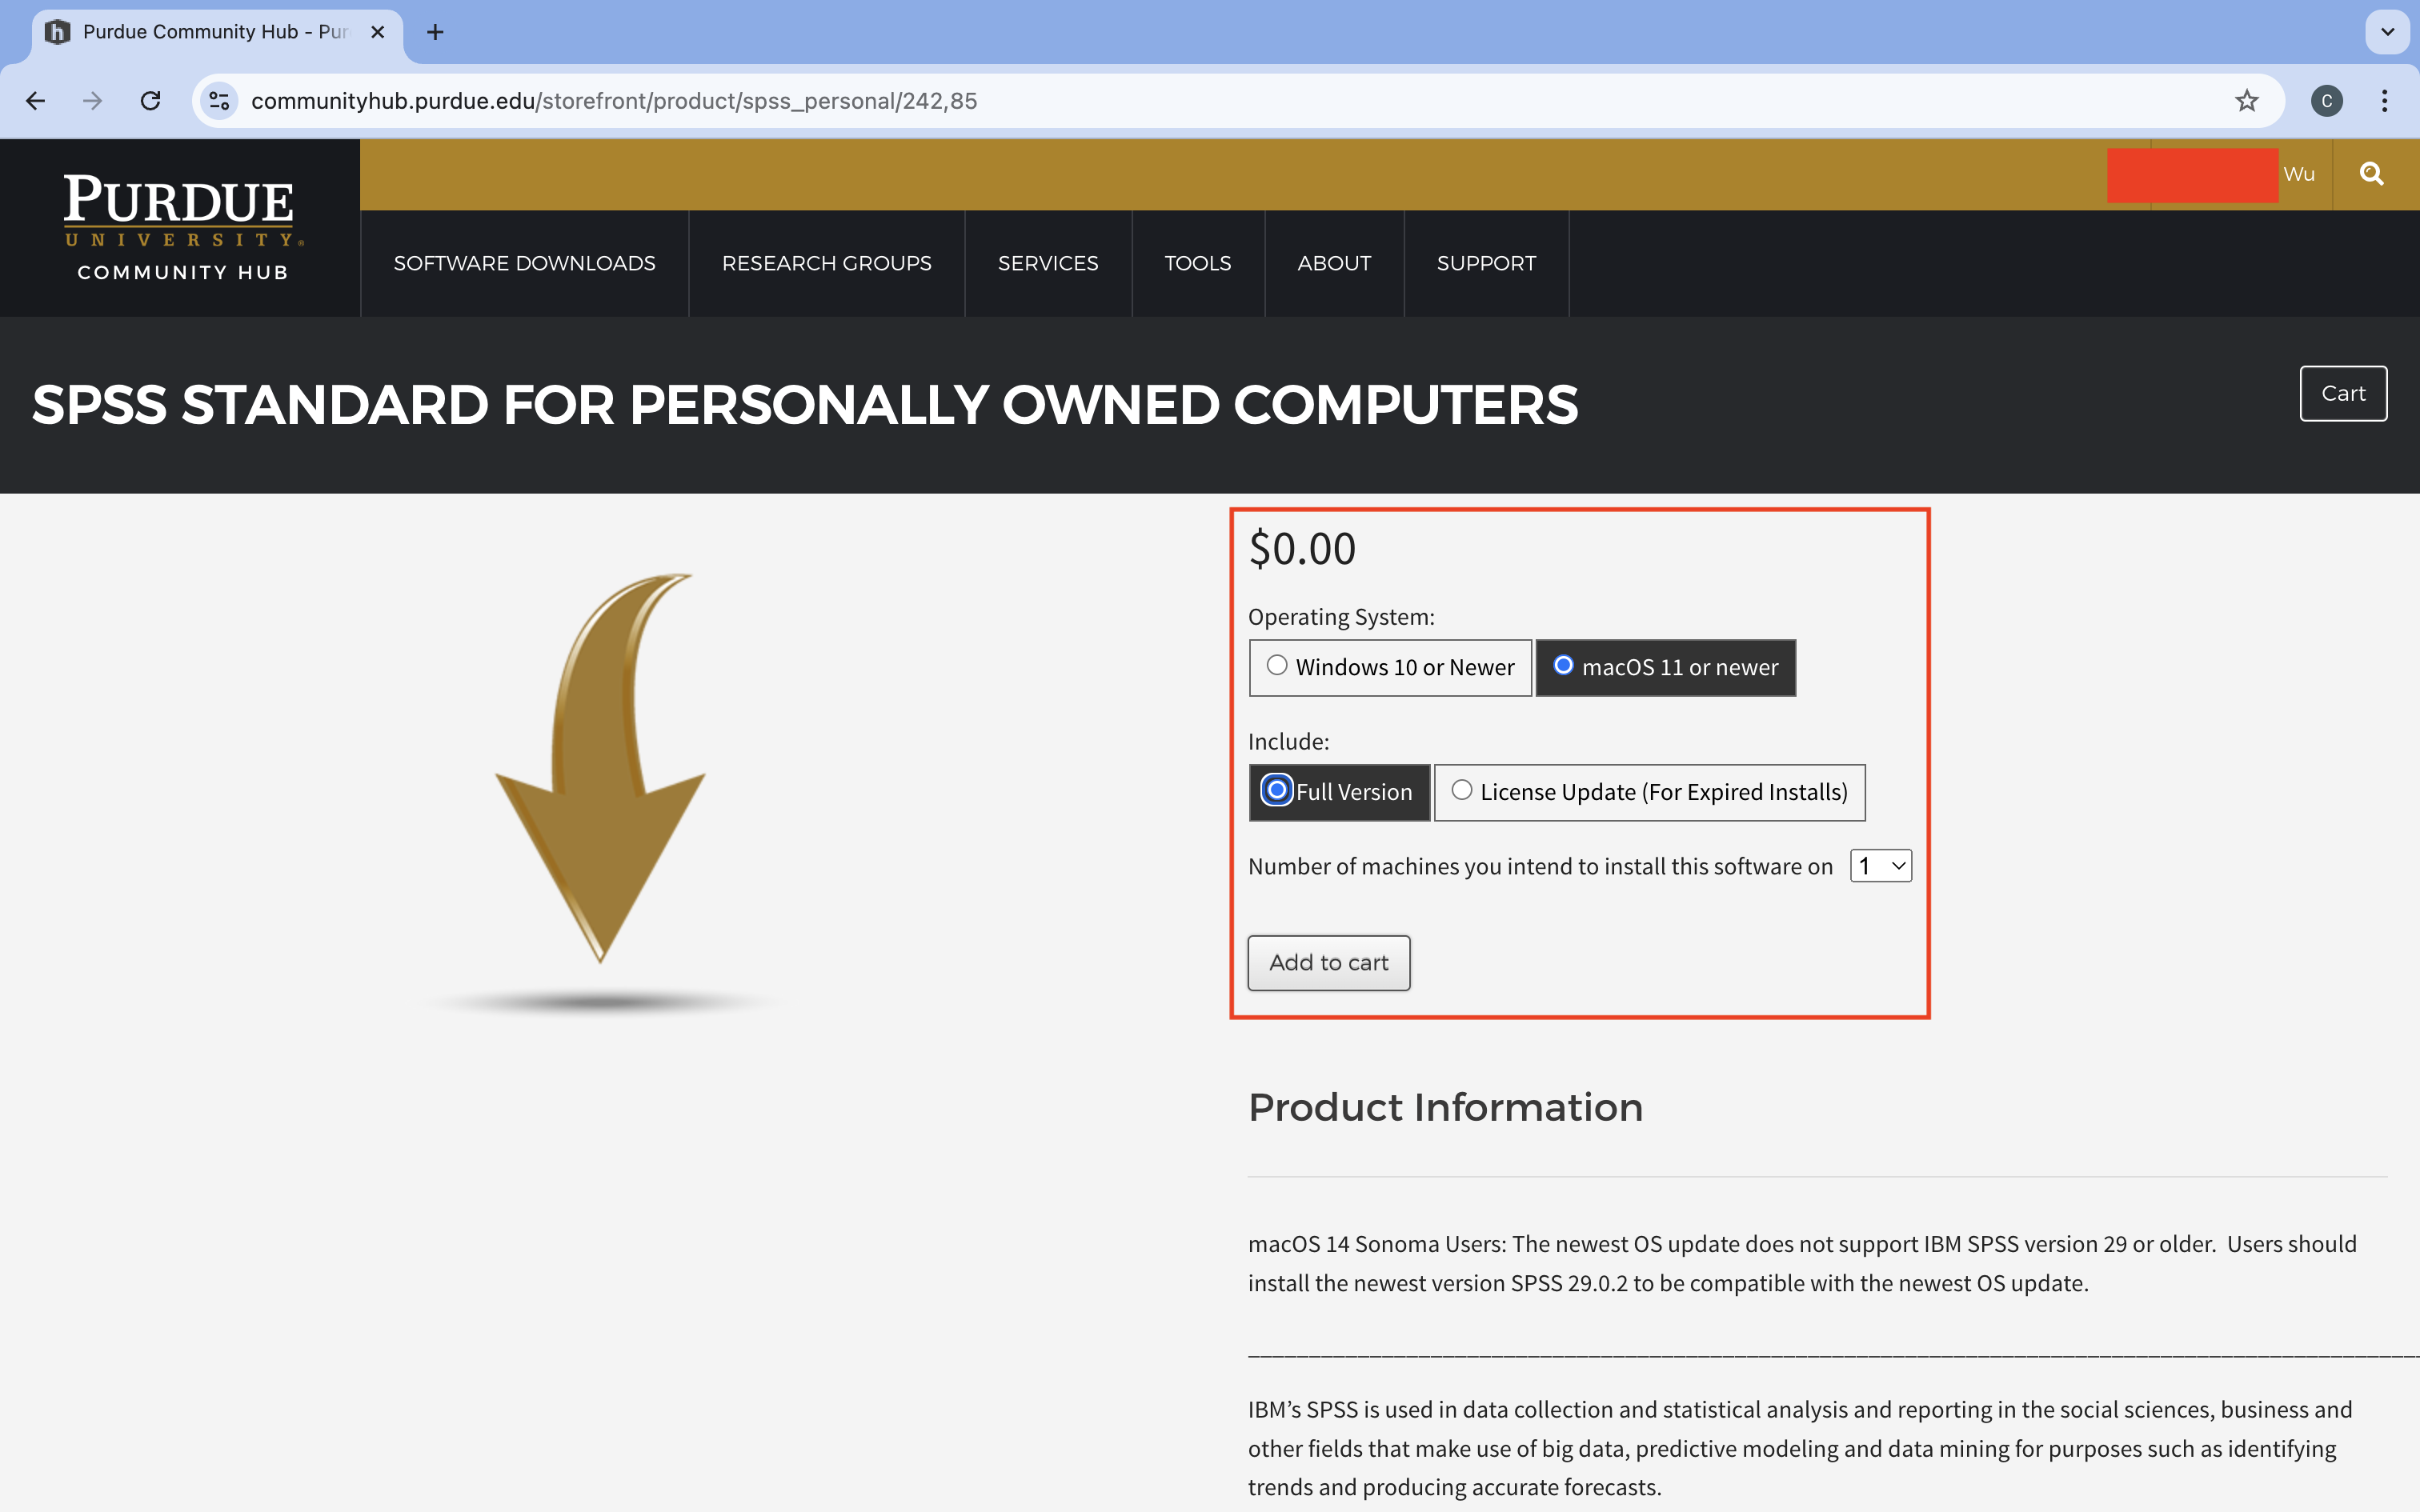 Purdue Community Hub - Pur
communityhub.purdue.edu/storefront/product/spss_personal/242,85
C
PURDUE
UNIVERSITY®
COMMUNITY HUB
Wu
SOFTWARE DOWNLOADS
RESEARCH GROUPS
SERVICES
TOOLS
ABOUT
SUPPORT
SPSS STANDARD FOR PERSONALLY OWNED COMPUTERS
Cart
$0.00
Operating System:
Windows 10 or Newer
macOS 11 or newer
Include:
Full Version
License Update (For Expired Installs)
Number of machines you intend to install this software on 1
Add to cart
Product Information
macOS 14 Sonoma Users: The newest OS update does not support IBM SPSS version 29 or older.  Users should
install the newest version SPSS 29.0.2 to be compatible with the newest OS update.
IBM’s SPSS is used in data collection and statistical analysis and reporting in the social sciences, business and
other fields that make use of big data, predictive modeling and data mining for purposes such as identifying
trends and producing accurate forecasts.